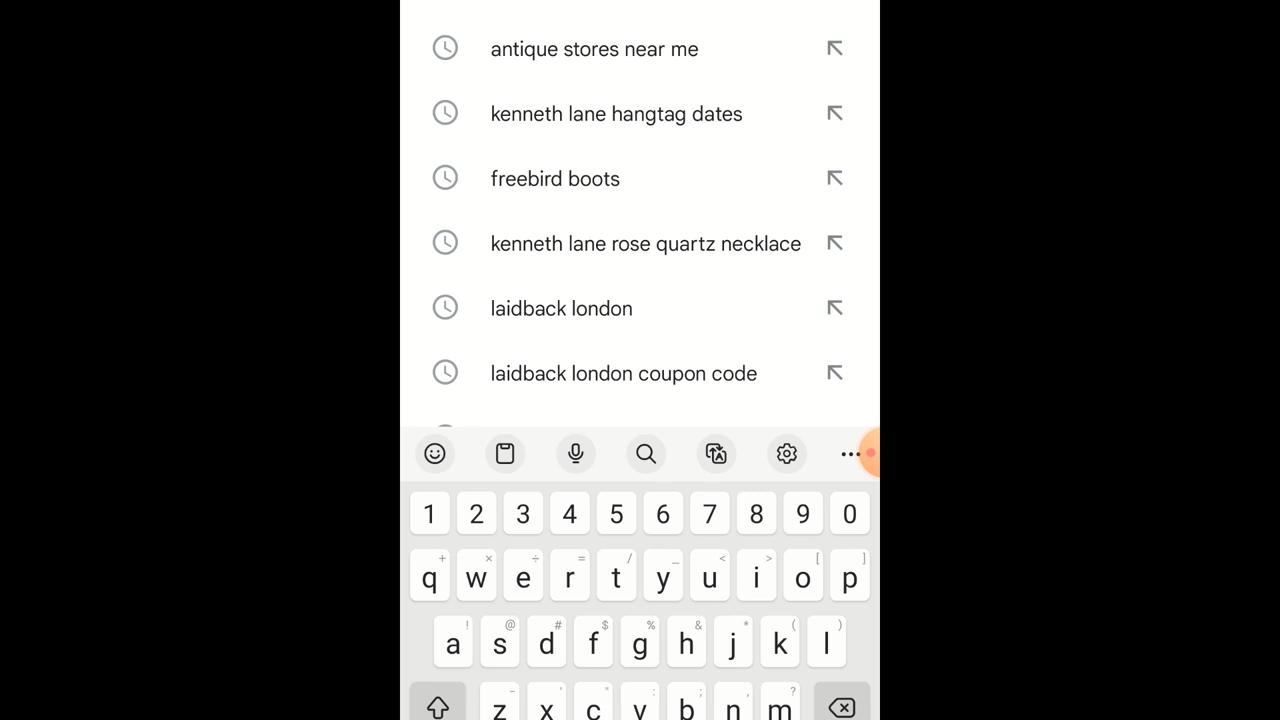 antique stores near me
kenneth lane hangtag dates
freebird boots
kenneth lane rose quartz necklace
laidback london
laidback london coupon code
1 2 3 4 5 6 7 8 9 0
+ × ÷ = / _ < > [ ]
q w e r t y u i o p
! @ # $ % & * ( )
a s d f g h j k l
- ' " : ; , ?
z x c v b n m